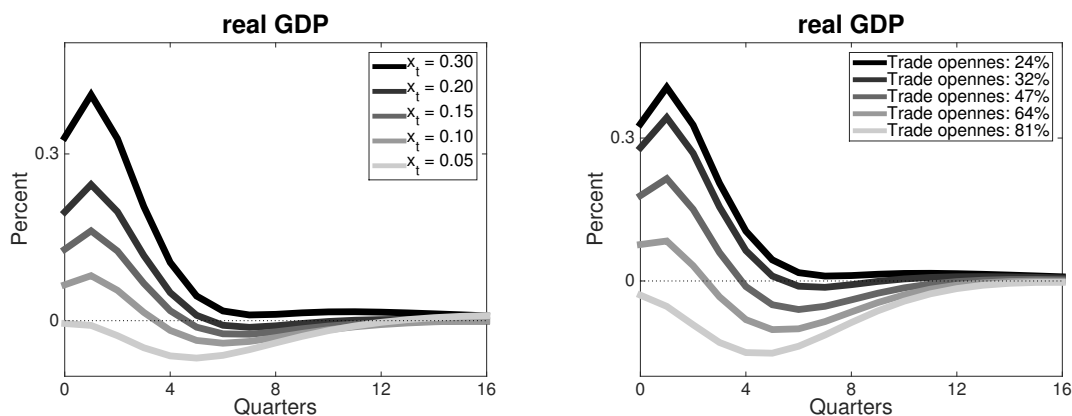 real GDP
x_t = 0.30
x_t = 0.20
x_t = 0.15
x_t = 0.10
x_t = 0.05
Percent
0.3
0
0
4
8
12
16
Quarters
real GDP
Trade opennes: 24%
Trade opennes: 32%
Trade opennes: 47%
Trade opennes: 64%
Trade opennes: 81%
Percent
0.3
0
0
4
8
12
16
Quarters